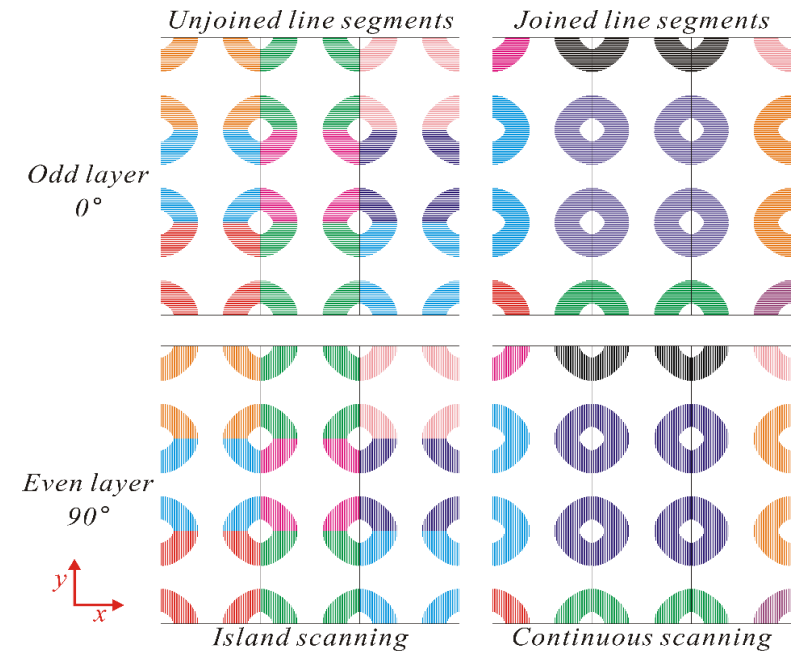 Unjoined line segments
Joined line segments
Odd layer
0°
Even layer
90°
y
x
Island scanning
Continuous scanning